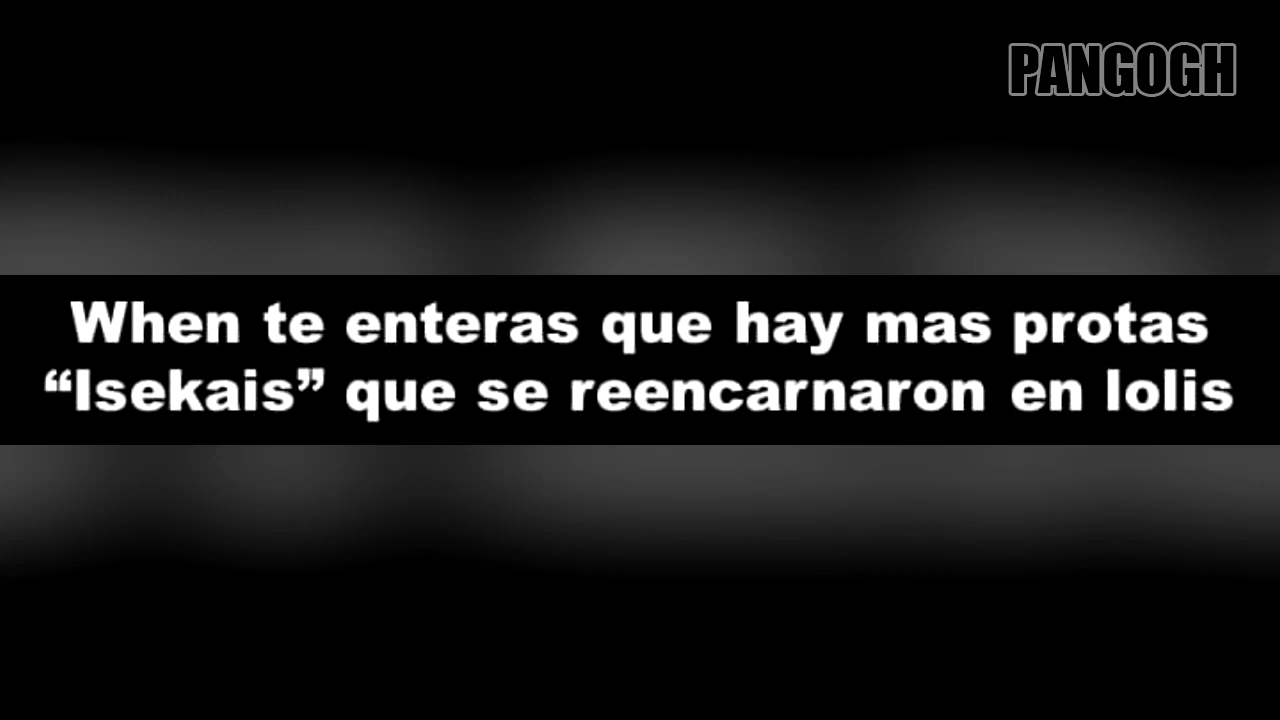 PANGOGH
When te enteras que hay mas protas
“Isekais” que se reencarnaron en lolis